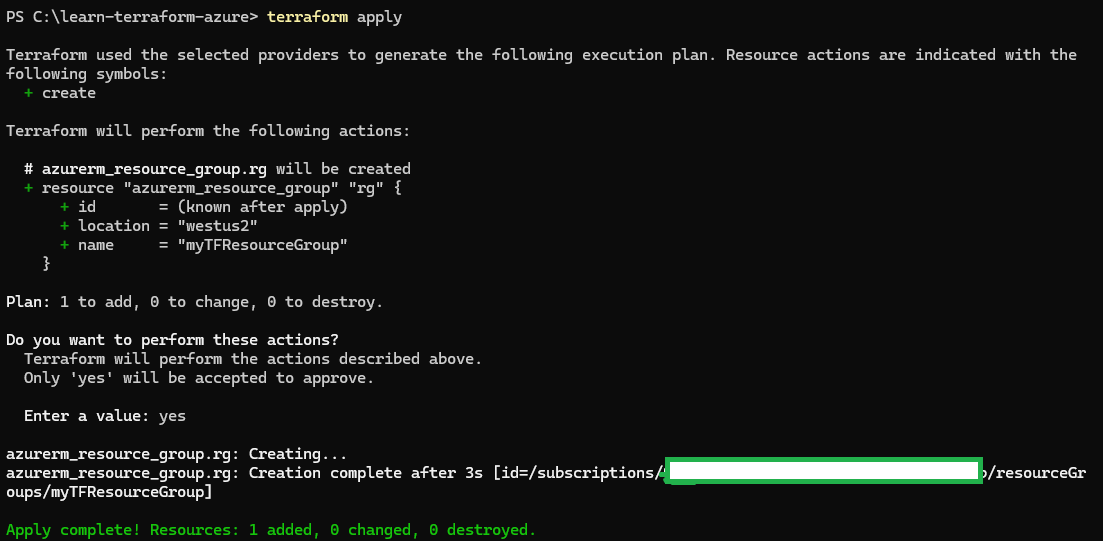 PS C:\learn-terraform-azure> terraform apply
Terraform used the selected providers to generate the following execution plan. Resource actions are indicated with the
following symbols:
  + create
Terraform will perform the following actions:
  # azurerm_resource_group.rg will be created
  + resource "azurerm_resource_group" "rg" {
      + id       = (known after apply)
      + location = "westus2"
      + name     = "myTFResourceGroup"
    }
Plan: 1 to add, 0 to change, 0 to destroy.
Do you want to perform these actions?
  Terraform will perform the actions described above.
  Only 'yes' will be accepted to approve.
  Enter a value: yes
azurerm_resource_group.rg: Creating...
azurerm_resource_group.rg: Creation complete after 3s [id=/subscriptions/ /resourceGr
oups/myTFResourceGroup]
Apply complete! Resources: 1 added, 0 changed, 0 destroyed.